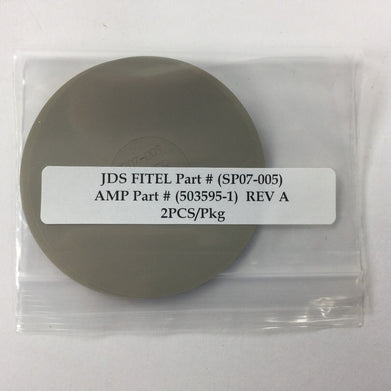 JDS FITEL Part # (SP07-005)
AMP Part # (503595-1) REV A
2PCS/Pkg